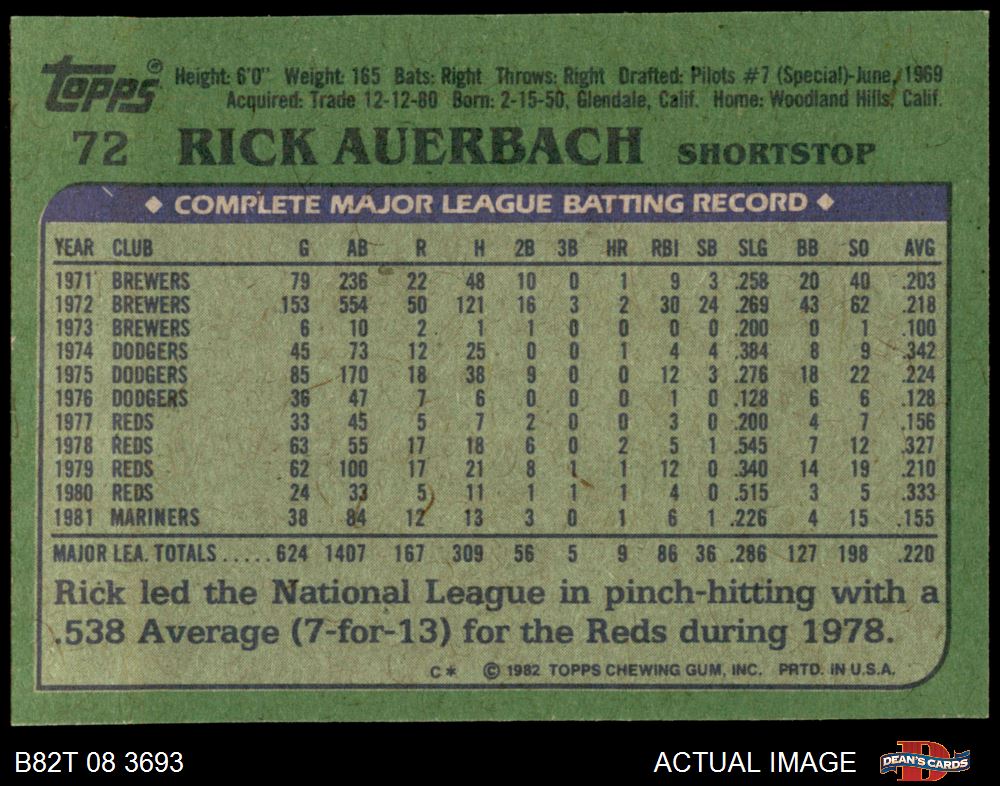 Topps® Height: 6'0" Weight: 165 Bats: Right Throws: Right Drafted: Pilots #7 (Special)-June, 1969
Acquired: Trade 12-12-80 Born: 2-15-50, Glendale, Calif. Home: Woodland Hills, Calif.
72 RICK AUERBACH SHORTSTOP
◆ COMPLETE MAJOR LEAGUE BATTING RECORD ◆
YEAR CLUB G AB R H 2B 3B HR RBI SB SLG BB SO AVG
1971 BREWERS 79 236 22 48 10 0 1 9 3 .258 20 40 .203
1972 BREWERS 153 554 50 121 16 3 2 30 24 .269 43 62 .218
1973 BREWERS 6 10 2 1 1 0 0 0 0 .200 0 1 .100
1974 DODGERS 45 73 12 25 0 0 1 4 4 .384 8 9 .342
1975 DODGERS 85 170 18 38 9 0 0 12 3 .276 18 22 .224
1976 DODGERS 36 47 7 6 0 0 0 1 0 .128 6 6 .128
1977 REDS 33 45 5 7 2 0 0 3 0 .200 4 7 .156
1978 REDS 63 55 17 18 6 0 2 5 1 .545 7 12 .327
1979 REDS 62 100 17 21 8 1 1 12 0 .340 14 19 .210
1980 REDS 24 33 5 11 1 1 1 4 0 .515 3 5 .333
1981 MARINERS 38 84 12 13 3 0 1 6 1 .226 4 15 .155
MAJOR LEA. TOTALS.....624 1407 167 309 56 5 9 86 36 .286 127 198 .220
Rick led the National League in pinch-hitting with a
.538 Average (7-for-13) for the Reds during 1978.
C* © 1982 TOPPS CHEWING GUM, INC. PRTD. IN U.S.A.
B82T 08 3693 ACTUAL IMAGE DEAN'S CARDS